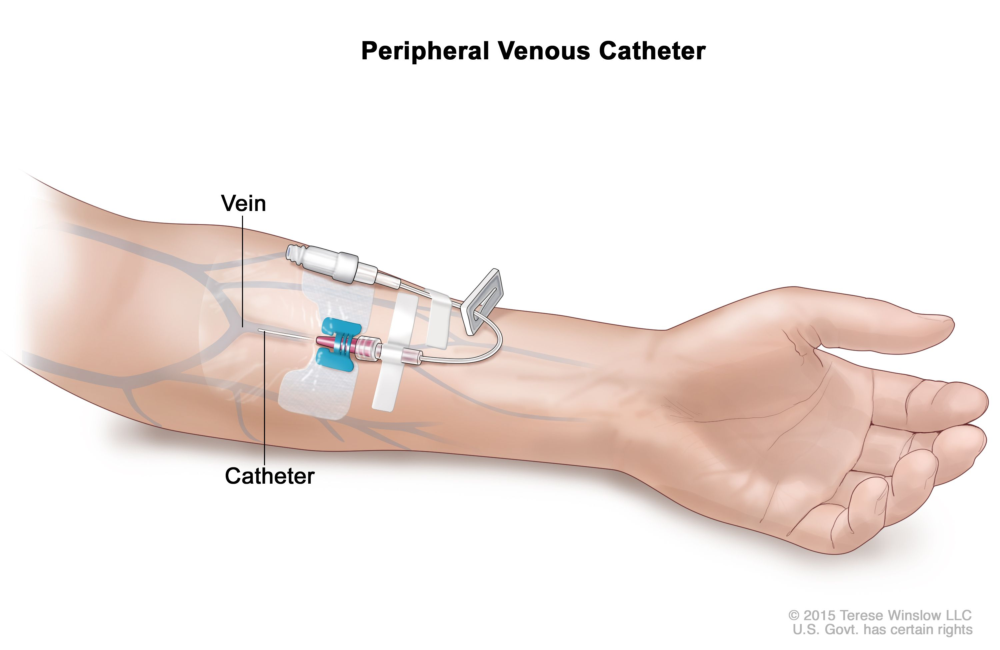 Peripheral Venous Catheter
Vein
Catheter
© 2015 Terese Winslow LLC
U.S. Govt. has certain rights